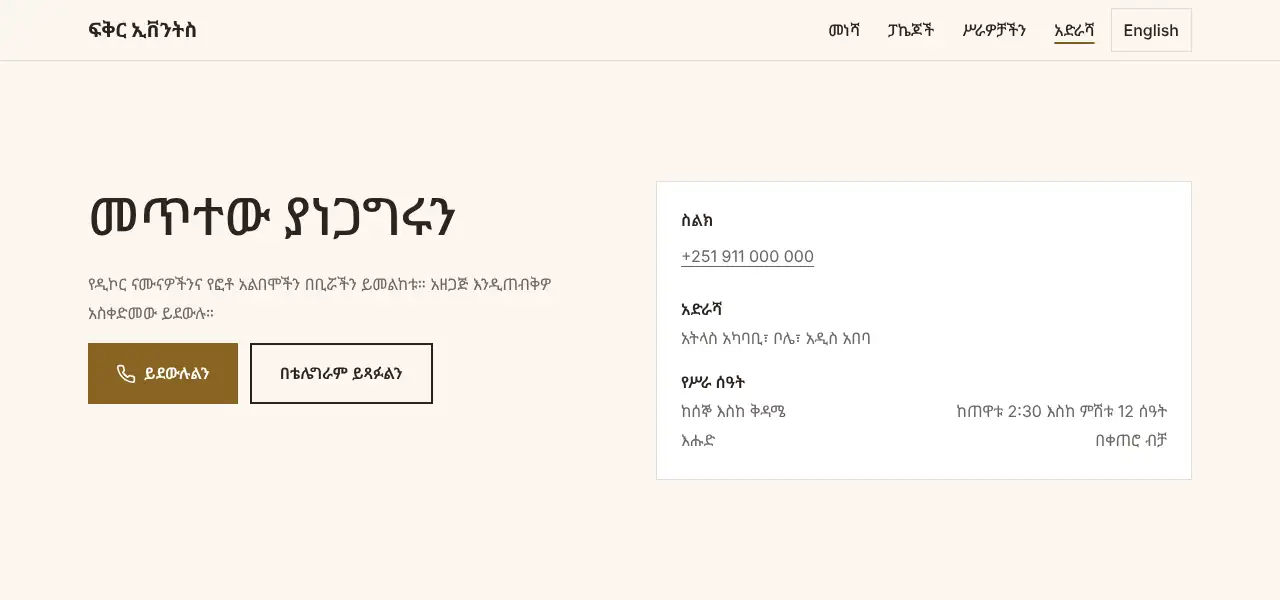 ፍቅር ኢቨንትስ
መነሻ
ፓኬጆች
ሥራዎቻችን
አድራሻ
English
መጥተው ያነጋግሩን
የዲኮር ናሙናዎችንና የፎቶ አልበሞችን በቢሯችን ይመልከቱ። አዘጋጅ እንዲጠብቅዎ
አስቀድመው ይደውሉ።
ይደውሉልን
በቴሌግራም ይጻፉልን
ስልክ
+251 911 000 000
አድራሻ
አትላስ አካባቢ፣ ቦሌ፣ አዲስ አበባ
የሥራ ሰዓት
ከሰኞ እስከ ቅዳሜ ከጠዋቱ 2:30 እስከ ምሽቱ 12 ሰዓት
እሑድ በቀጠሮ ብቻ